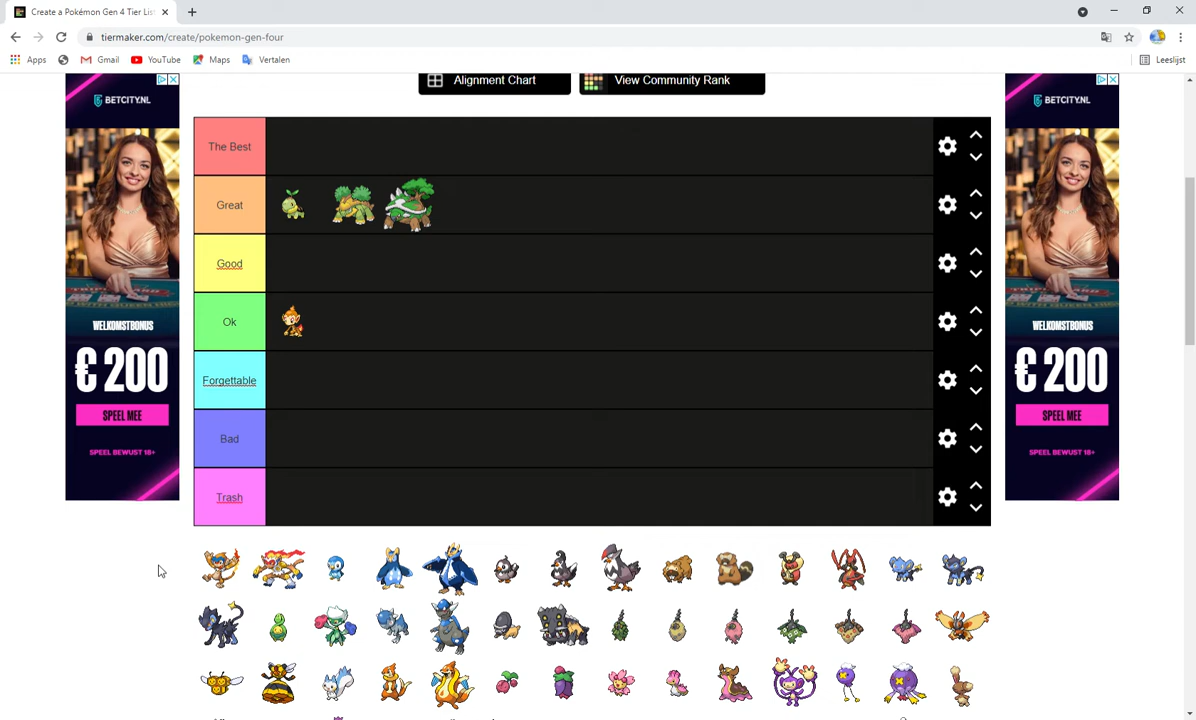 Create a Pokémon Gen 4 Tier List
tiermaker.com/create/pokemon-gen-four
Apps Gmail YouTube Maps Vertalen Leeslijst
Alignment Chart View Community Rank
BETCITY.NL
WELKOMSTBONUS
€ 200
SPEEL MEE
SPEEL BEWUST 18+
The Best
Great
Good
Ok
Forgettable
Bad
Trash
BETCITY.NL
WELKOMSTBONUS
€ 200
SPEEL MEE
SPEEL BEWUST 18+